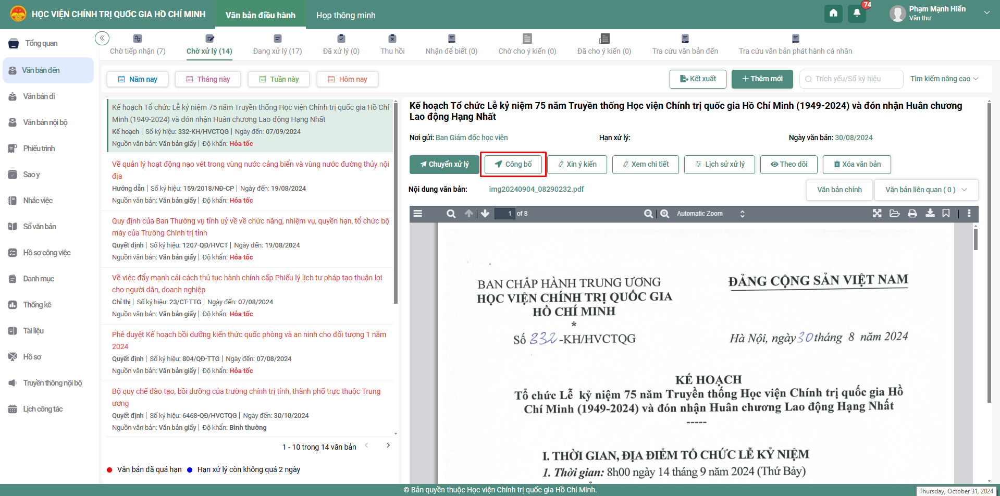 HỌC VIỆN CHÍNH TRỊ QUỐC GIA HỒ CHÍ MINH
Văn bản điều hành
Họp thông minh
74
Phạm Mạnh Hiến
Văn thư
Tổng quan
Văn bản đến
Văn bản đi
Văn bản nội bộ
Phiếu trình
Sao y
Nhắc việc
Sổ văn bản
Hồ sơ công việc
Danh mục
Thống kê
Tài liệu
Hồ sơ
Truyền thông nội bộ
Lịch công tác
Chờ tiếp nhận (7)
Chờ xử lý (14)
Đang xử lý (17)
Đã xử lý (0)
Thu hồi
Nhận để biết (0)
Chờ cho ý kiến (0)
Đã cho ý kiến (0)
Tra cứu văn bản đến
Tra cứu văn bản phát hành cá nhân
Năm nay
Tháng này
Tuần này
Hôm nay
Kết xuất
+ Thêm mới
Trích yếu/Số ký hiệu
Tìm kiếm nâng cao
Kế hoạch Tổ chức Lễ kỷ niệm 75 năm Truyền thống Học viện Chính trị quốc gia Hồ Chí
Minh (1949-2024) và đón nhận Huân chương Lao động Hạng Nhất
Kế hoạch | Số ký hiệu: 332-KH/HVCTQG | Ngày đến: 07/09/2024
Nguồn văn bản: Văn bản giấy | Độ khẩn: Hỏa tốc
Về quản lý hoạt động nạo vét trong vùng nước cảng biển và vùng nước đường thủy nội
địa
Hướng dẫn | Số ký hiệu: 159/2018/NĐ-CP | Ngày đến: 19/08/2024
Nguồn văn bản: Văn bản giấy | Độ khẩn: Hỏa tốc
Quy định của Ban Thường vụ tỉnh uỷ về về chức năng, nhiệm vụ, quyền hạn, tổ chức bộ
máy của Trường Chính trị tỉnh
Quyết định | Số ký hiệu: 1207-QĐ/HVCT | Ngày đến: 19/08/2024
Nguồn văn bản: Văn bản giấy | Độ khẩn: Hỏa tốc
Về việc đẩy mạnh cải cách thủ tục hành chính cấp Phiếu lý lịch tư pháp tạo thuận lợi
cho người dân, doanh nghiệp
Chỉ thị | Số ký hiệu: 23/CT-TTG | Ngày đến: 07/08/2024
Nguồn văn bản: Văn bản giấy | Độ khẩn: Hỏa tốc
Phê duyệt Kế hoạch bồi dưỡng kiến thức quốc phòng và an ninh cho đối tượng 1 năm
2024
Quyết định | Số ký hiệu: 804/QĐ-TTG | Ngày đến: 07/08/2024
Nguồn văn bản: Văn bản giấy | Độ khẩn: Hỏa tốc
Bộ quy chế đào tạo, bồi dưỡng của trường chính trị tỉnh, thành phố trực thuộc Trung
ương
Quyết định | Số ký hiệu: 6468-QĐ/HVCTQG | Ngày đến: 30/10/2024
Nguồn văn bản: Văn bản giấy | Độ khẩn: Bình thường
1 - 10 trong 14 văn bản
Văn bản đã quá hạn
Hạn xử lý còn không quá 2 ngày
Kế hoạch Tổ chức Lễ kỷ niệm 75 năm Truyền thống Học viện Chính trị quốc gia Hồ Chí Minh (1949-2024) và đón nhận Huân chương
Lao động Hạng Nhất
Nơi gửi: Ban Giám đốc học viện
Hạn xử lý:
Ngày văn bản: 30/08/2024
Chuyển xử lý
Công bố
Xin ý kiến
Xem chi tiết
Lịch sử xử lý
Theo dõi
Xóa văn bản
Nội dung văn bản:
img20240904_08290232.pdf
Văn bản chính
Văn bản liên quan ( 0 )
1 of 8
Automatic Zoom
BAN CHẤP HÀNH TRUNG ƯƠNG
HỌC VIỆN CHÍNH TRỊ QUỐC GIA
HỒ CHÍ MINH
*
Số 332-KH/HVCTQG
ĐẢNG CỘNG SẢN VIỆT NAM
Hà Nội, ngày 30 tháng 8 năm 2024
KẾ HOẠCH
Tổ chức Lễ kỷ niệm 75 năm Truyền thống Học viện Chính trị quốc gia Hồ
Chí Minh (1949-2024) và đón nhận Huân chương Lao động Hạng Nhất
-----
I. THỜI GIAN, ĐỊA ĐIỂM TỔ CHỨC LỄ KỶ NIỆM
1. Thời gian: 8h00 ngày 14 tháng 9 năm 2024 (Thứ Bảy)
© Bản quyền thuộc Học viện Chính trị quốc gia Hồ Chí Minh.
Thursday, October 31, 2024